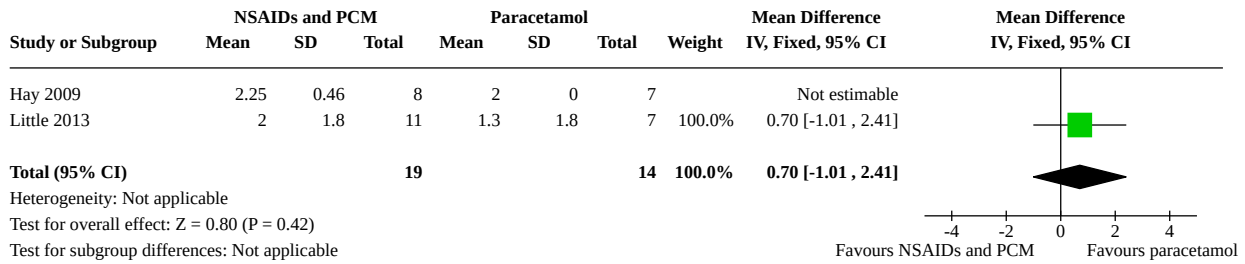 NSAIDs and PCM Paracetamol Mean Difference Mean Difference
Study or Subgroup Mean SD Total Mean SD Total Weight IV, Fixed, 95% CI IV, Fixed, 95% CI
Hay 2009 2.25 0.46 8 2 0 7 Not estimable
Little 2013 2 1.8 11 1.3 1.8 7 100.0% 0.70 [-1.01 , 2.41]
Total (95% CI) 19 14 100.0% 0.70 [-1.01 , 2.41]
Heterogeneity: Not applicable
Test for overall effect: Z = 0.80 (P = 0.42)
-4 -2 0 2 4
Test for subgroup differences: Not applicable Favours NSAIDs and PCM Favours paracetamol